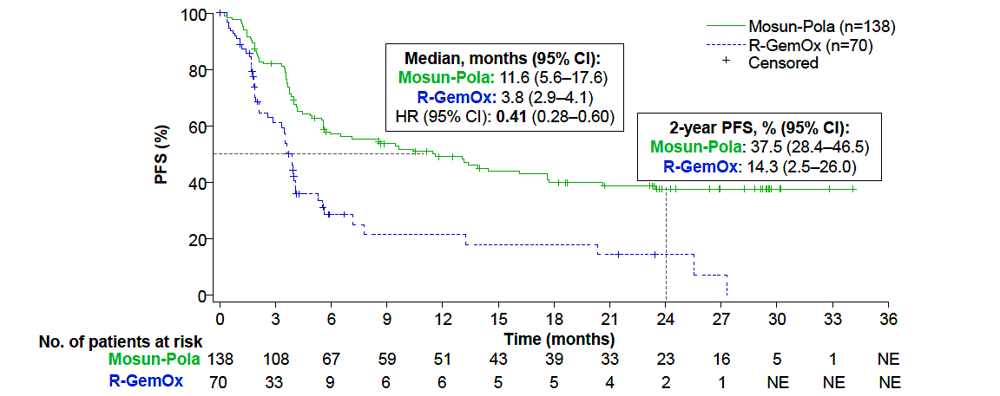 100
80
60
40
20
0
PFS (%)
Mosun-Pola (n=138)
R-GemOx (n=70)
Censored
Median, months (95% CI):
Mosun-Pola: 11.6 (5.6–17.6)
R-GemOx: 3.8 (2.9–4.1)
HR (95% CI): 0.41 (0.28–0.60)
2-year PFS, % (95% CI):
Mosun-Pola: 37.5 (28.4–46.5)
R-GemOx: 14.3 (2.5–26.0)
0 3 6 9 12 15 18 21 24 27 30 33 36
Time (months)
No. of patients at risk
Mosun-Pola 138 108 67 59 51 43 39 33 23 16 5 1 NE
R-GemOx 70 33 9 6 6 5 5 4 2 1 NE NE NE